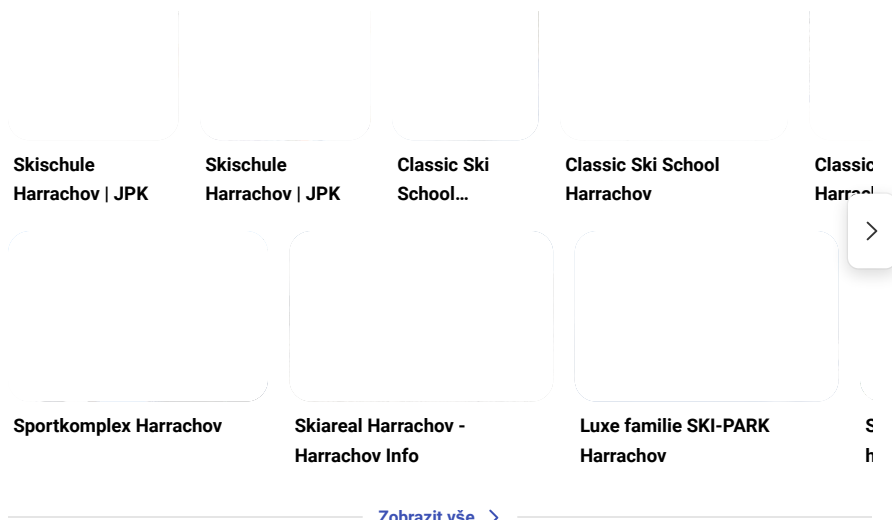 Skischule
Harrachov | JPK
Skischule
Harrachov | JPK
Classic Ski
School...
Classic Ski School
Harrachov
Classic
Sportkomplex Harrachov
Skiareal Harrachov -
Harrachov Info
Luxe familie SKI-PARK
Harrachov
Zobrazit vše